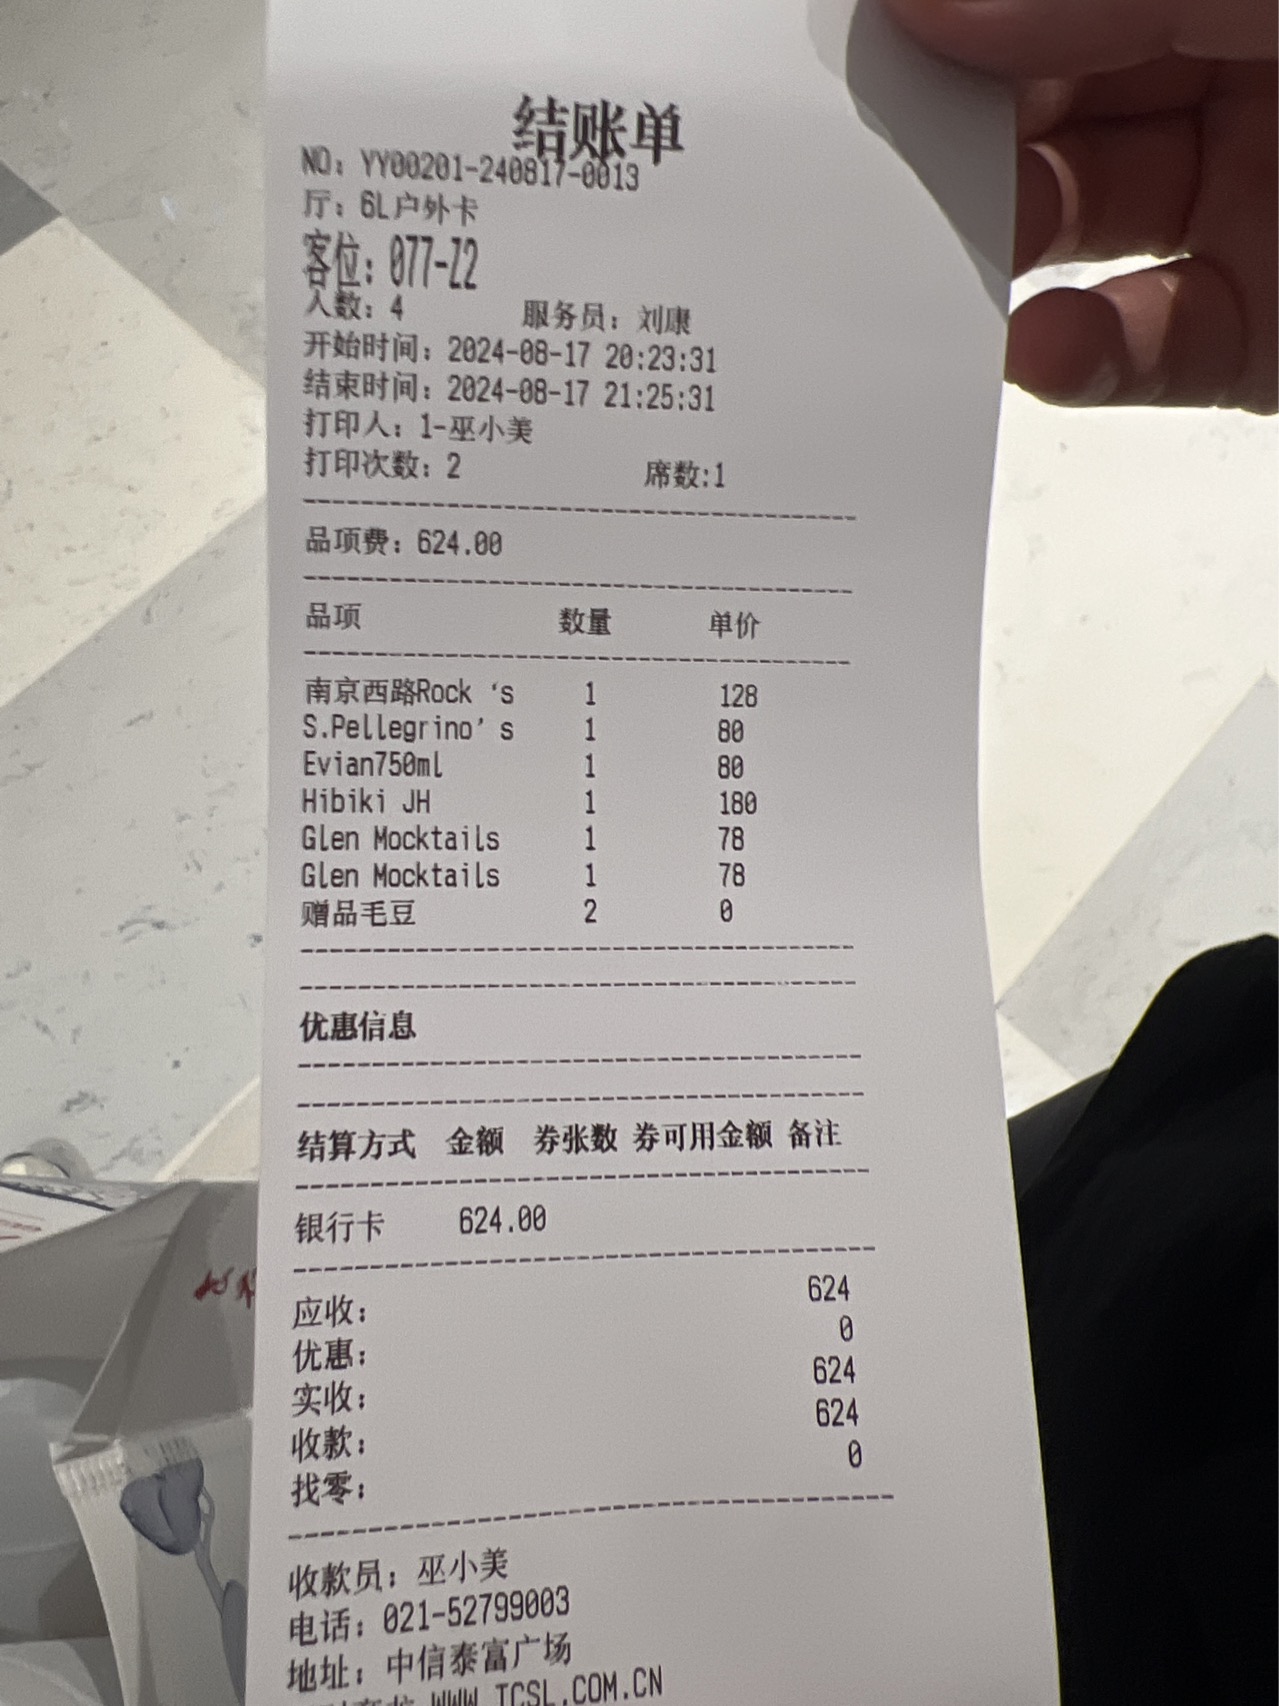 结账单
NO: YY00201-240817-0013
厅: 6L户外卡
客位: 077-Z2
人数: 4 服务员: 刘康
开始时间: 2024-08-17 20:23:31
结束时间: 2024-08-17 21:25:31
打印人: 1-巫小美
打印次数: 2 席数:1
品项费: 624.00
品项 数量 单价
南京西路Rock 's 1 128
S.Pellegrino's 1 80
Evian750ml 1 80
Hibiki JH 1 180
Glen Mocktails 1 78
Glen Mocktails 1 78
赠品毛豆 2 0
优惠信息
结算方式 金额 券张数 券可用金额 备注
银行卡 624.00
应收: 624
优惠: 0
实收: 624
收款: 624
找零: 0
收款员: 巫小美
电话: 021-52799003
地址: 中信泰富广场
WWW.TCSL.COM.CN